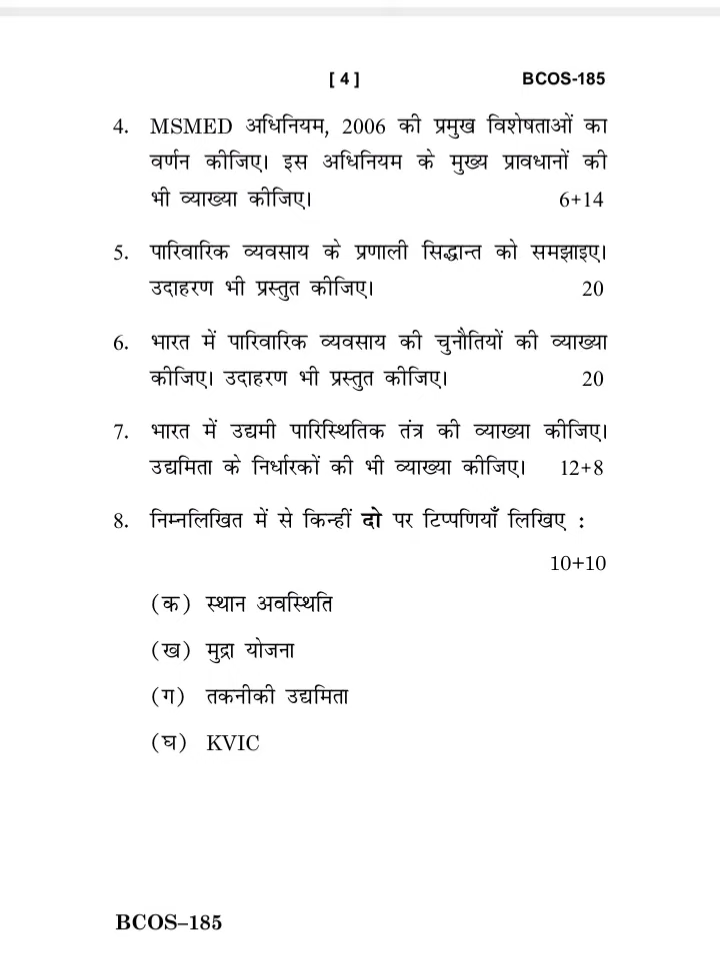 [ 4 ] BCOS-185
4. MSMED अधिनियम, 2006 की प्रमुख विशेषताओं का
वर्णन कीजिए। इस अधिनियम के मुख्य प्रावधानों की
भी व्याख्या कीजिए। 6+14
5. पारिवारिक व्यवसाय के प्रणाली सिद्धान्त को समझाइए।
उदाहरण भी प्रस्तुत कीजिए। 20
6. भारत में पारिवारिक व्यवसाय की चुनौतियों की व्याख्या
कीजिए। उदाहरण भी प्रस्तुत कीजिए। 20
7. भारत में उद्यमी पारिस्थितिक तंत्र की व्याख्या कीजिए।
उद्यमिता के निर्धारकों की भी व्याख्या कीजिए। 12+8
8. निम्नलिखित में से किन्हीं दो पर टिप्पणियाँ लिखिए :
10+10
(क) स्थान अवस्थिति
(ख) मुद्रा योजना
(ग) तकनीकी उद्यमिता
(घ) KVIC
BCOS–185